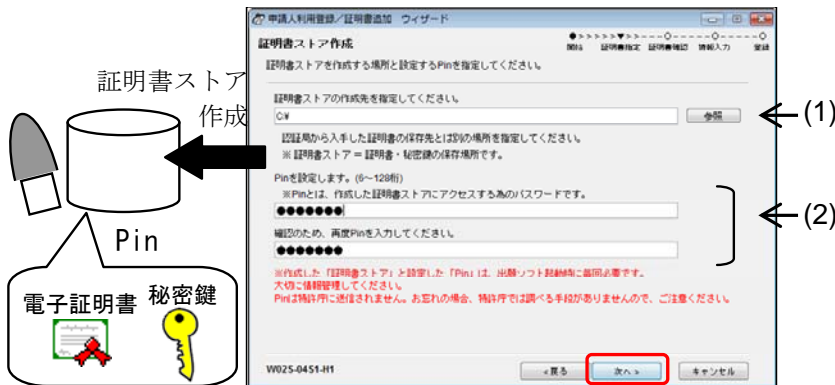 申請人利用登録／証明書追加 ウィザード
証明書ストア作成
●>>>>>▼>>----○------○------○
開始 証明書指定 証明書確認 情報入力 登録
証明書ストアを作成する場所と設定するPinを指定してください。
証明書ストアの作成先を指定してください。
C:¥
参照
(1)
認証局から入手した証明書の保存先とは別の場所を指定してください。
※ 証明書ストア = 証明書・秘密鍵の保存場所です。
Pinを設定します。(6〜128桁)
※Pinとは、作成した証明書ストアにアクセスする為のパスワードです。
●●●●●●●
(2)
確認のため、再度Pinを入力してください。
●●●●●●●
※作成した「証明書ストア」と設定した「Pin」は、出願ソフト起動時に毎回必要です。
大切に情報管理してください。
Pinは特許庁に送信されません。お忘れの場合、特許庁では調べる手段がありませんので、ご注意ください。
W02S-04S1-H1
<戻る
次へ>
キャンセル
証明書ストア
作成
Pin
電子証明書
秘密鍵